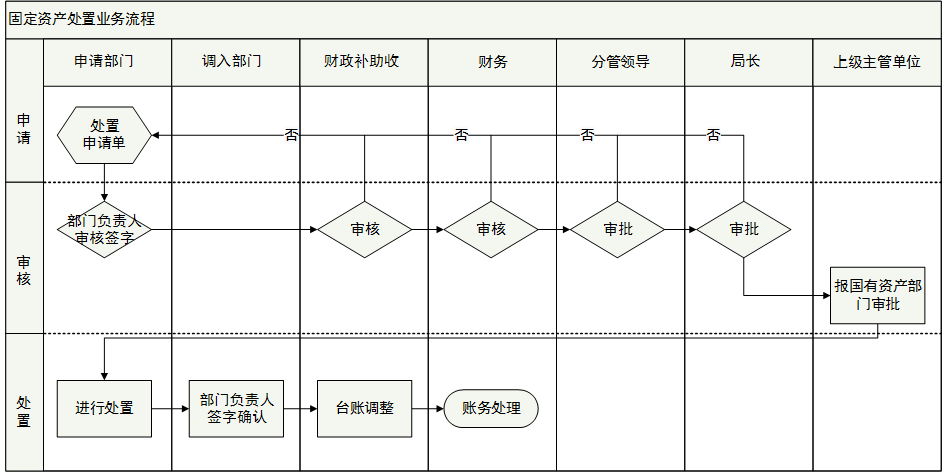 固定资产处置业务流程
申请部门
调入部门
财政补助收
财务
分管领导
局长
上级主管单位
申
请
处置
申请单
否
否
否
否
审
核
部门负责人
审核签字
审核
审核
审批
审批
报国有资产部
门审批
处
置
进行处置
部门负责人
签字确认
台账调整
账务处理